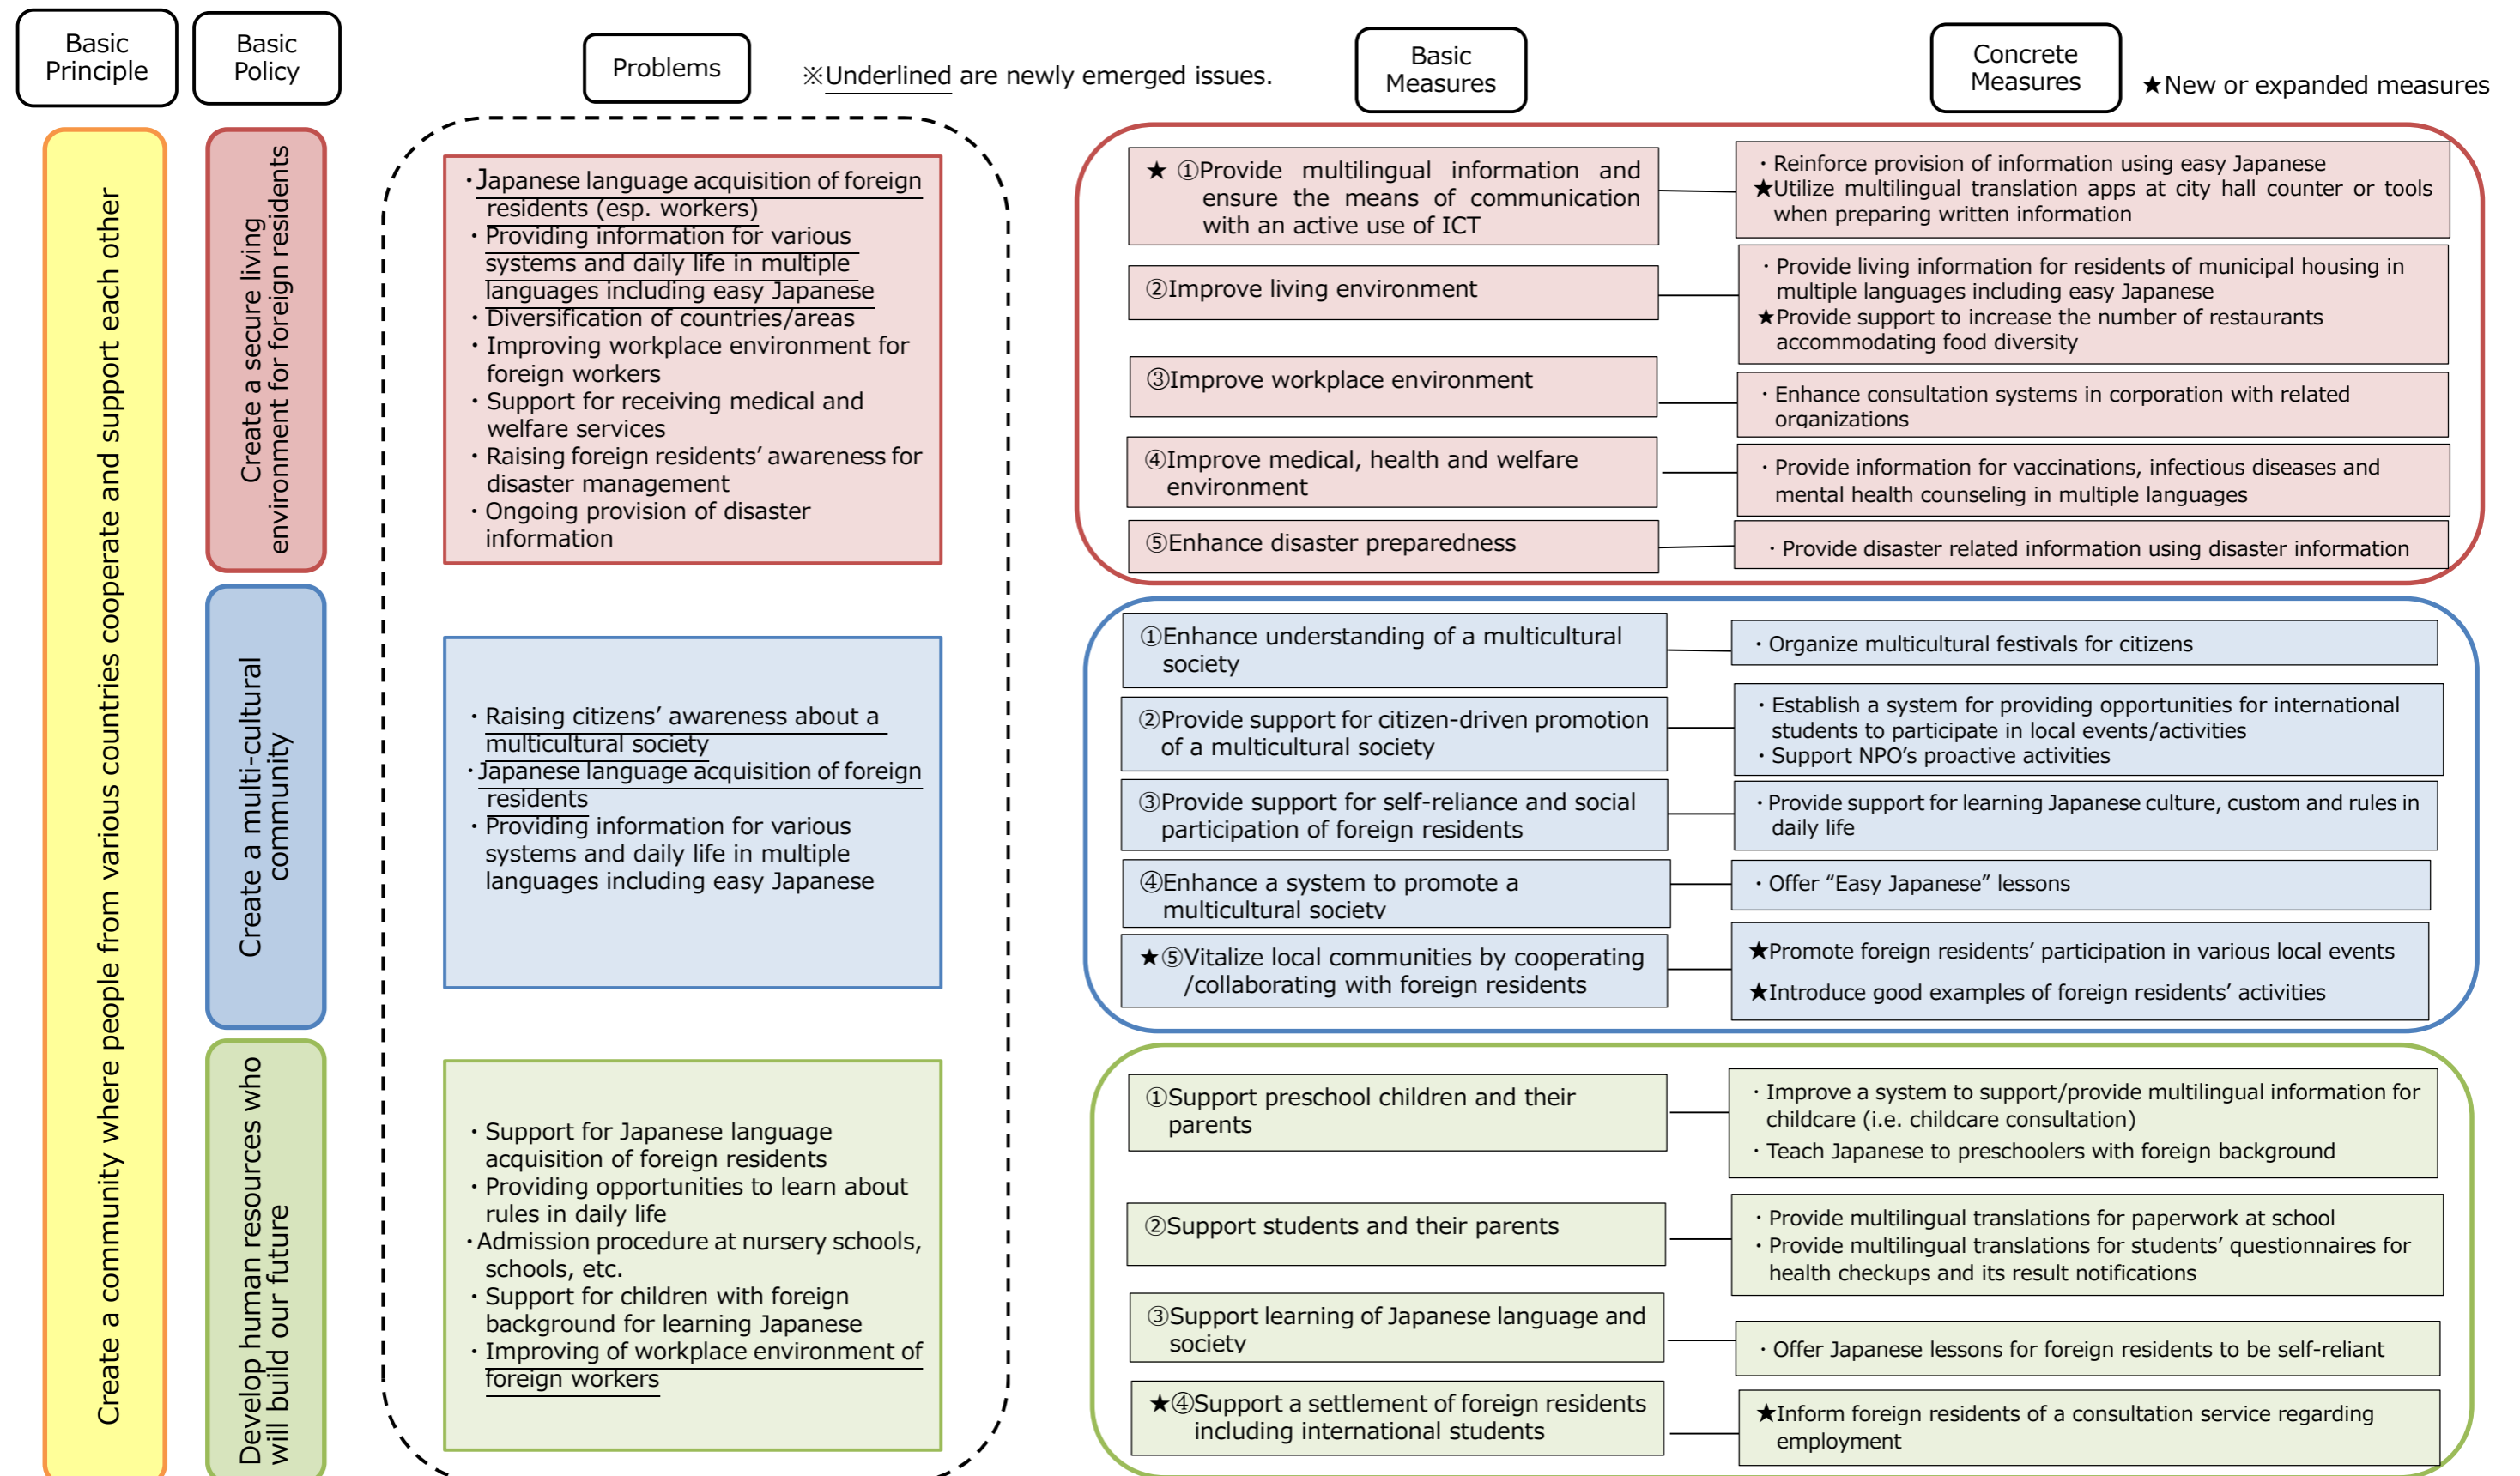 Basic
Principle
Basic
Policy
Problems
※Underlined are newly emerged issues.
Basic
Measures
Concrete
Measures
★New or expanded measures
Create a community where people from various countries cooperate and support each other
Create a secure living
environment for foreign residents
・Japanese language acquisition of foreign
residents (esp. workers)
・Providing information for various
systems and daily life in multiple
languages including easy Japanese
・Diversification of countries/areas
・Improving workplace environment for
foreign workers
・Support for receiving medical and
welfare services
・Raising foreign residents’ awareness for
disaster management
・Ongoing provision of disaster
information
★ ①Provide multilingual information and
ensure the means of communication
with an active use of ICT
・Reinforce provision of information using easy Japanese
★Utilize multilingual translation apps at city hall counter or tools
when preparing written information
②Improve living environment
・Provide living information for residents of municipal housing in
multiple languages including easy Japanese
★Provide support to increase the number of restaurants
accommodating food diversity
③Improve workplace environment
・Enhance consultation systems in corporation with related
organizations
④Improve medical, health and welfare
environment
・Provide information for vaccinations, infectious diseases and
mental health counseling in multiple languages
⑤Enhance disaster preparedness
・Provide disaster related information using disaster information
Create a multi-cultural
community
・Raising citizens’ awareness about a
multicultural society
・Japanese language acquisition of foreign
residents
・Providing information for various
systems and daily life in multiple
languages including easy Japanese
①Enhance understanding of a multicultural
society
・Organize multicultural festivals for citizens
②Provide support for citizen-driven promotion
of a multicultural society
・Establish a system for providing opportunities for international
students to participate in local events/activities
・Support NPO’s proactive activities
③Provide support for self-reliance and social
participation of foreign residents
・Provide support for learning Japanese culture, custom and rules in
daily life
④Enhance a system to promote a
multicultural society
・Offer “Easy Japanese” lessons
★⑤Vitalize local communities by cooperating
/collaborating with foreign residents
★Promote foreign residents’ participation in various local events
★Introduce good examples of foreign residents’ activities
Develop human resources who
will build our future
・Support for Japanese language
acquisition of foreign residents
・Providing opportunities to learn about
rules in daily life
・Admission procedure at nursery schools,
schools, etc.
・Support for children with foreign
background for learning Japanese
・Improving of workplace environment of
foreign workers
①Support preschool children and their
parents
・Improve a system to support/provide multilingual information for
childcare (i.e. childcare consultation)
・Teach Japanese to preschoolers with foreign background
②Support students and their parents
・Provide multilingual translations for paperwork at school
・Provide multilingual translations for students’ questionnaires for
health checkups and its result notifications
③Support learning of Japanese language and
society
・Offer Japanese lessons for foreign residents to be self-reliant
★④Support a settlement of foreign residents
including international students
★Inform foreign residents of a consultation service regarding
employment